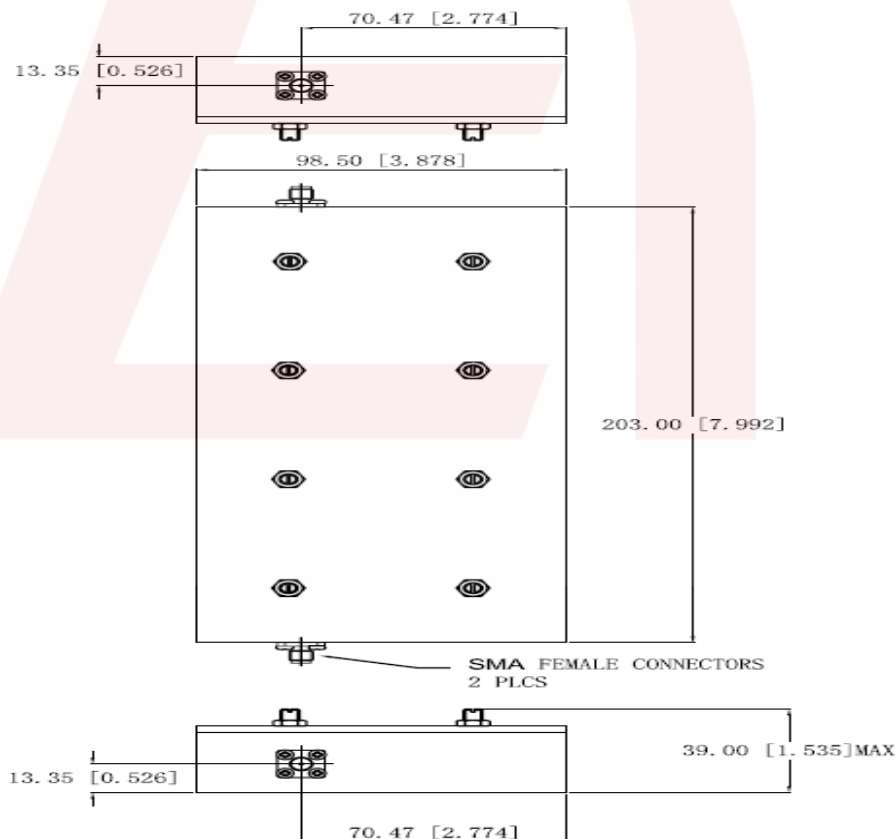 70.47 [2.774]
13.35 [0.526]
98.50 [3.878]
203.00 [7.992]
SMA FEMALE CONNECTORS
2 PLCS
39.00 [1.535]MAX
13.35 [0.526]
70.47 [2.774]